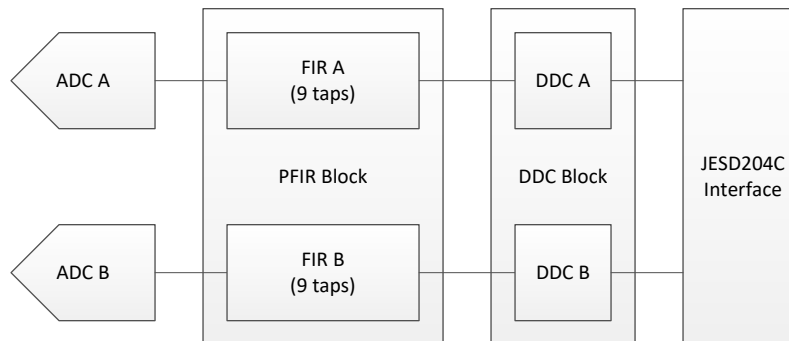 ADC A
FIR A
(9 taps)
DDC A
PFIR Block
DDC Block
JESD204C
Interface
ADC B
FIR B
(9 taps)
DDC B